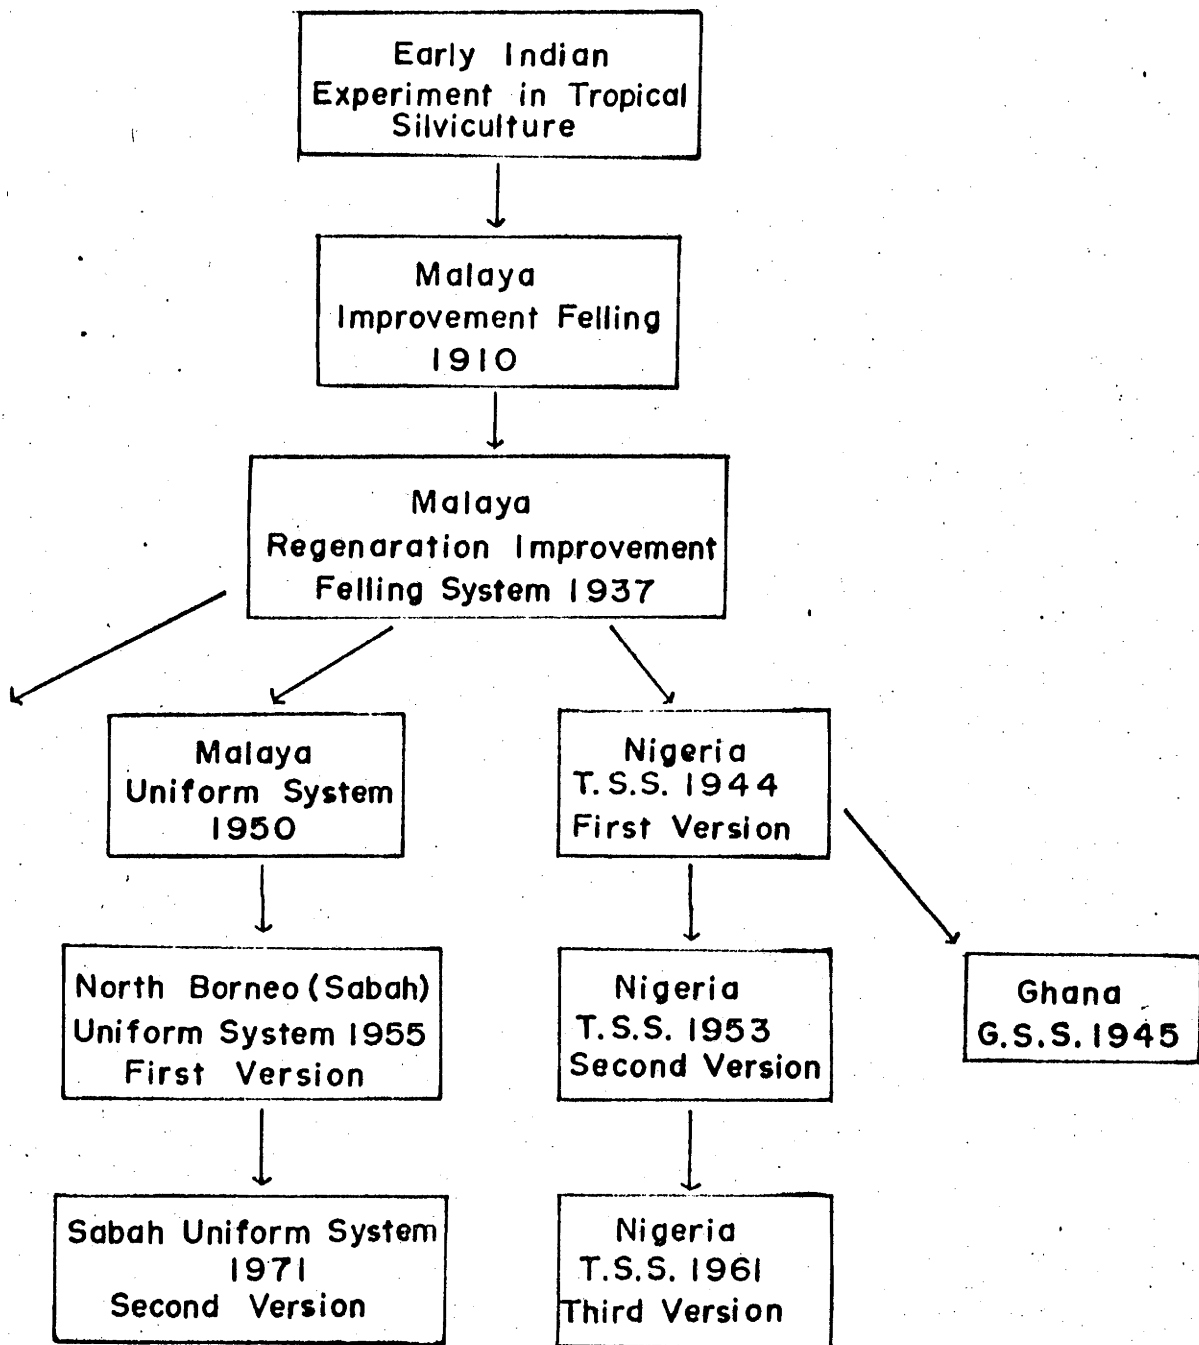 Early Indian
Experiment in Tropical
Silviculture
Malaya
Improvement Felling
1910
Malaya
Regenaration Improvement
Felling System 1937
Malaya
Uniform System
1950
Nigeria
T.S.S. 1944
First Version
North Borneo (Sabah)
Uniform System 1955
First Version
Nigeria
T.S.S. 1953
Second Version
Ghana
G.S.S. 1945
Sabah Uniform System
1971
Second Version
Nigeria
T.S.S. 1961
Third Version